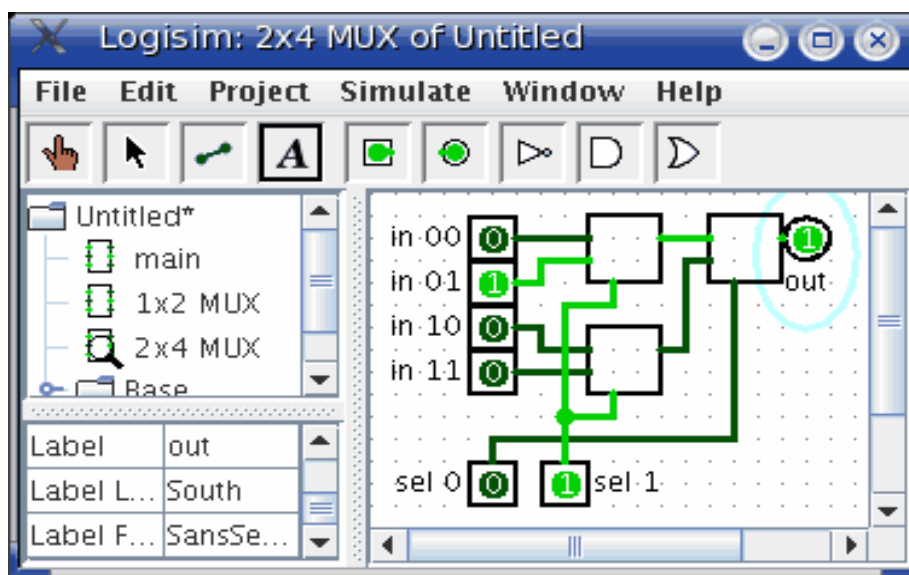 Logisim: 2x4 MUX of Untitled
File Edit Project Simulate Window Help
A
Untitled*
main
1x2 MUX
2x4 MUX
Base
Label out
Label L... South
Label F... SansSe...
in 00 0
in 01 1
in 10 0
in 11 0
1
out
sel 0 0
1 sel 1